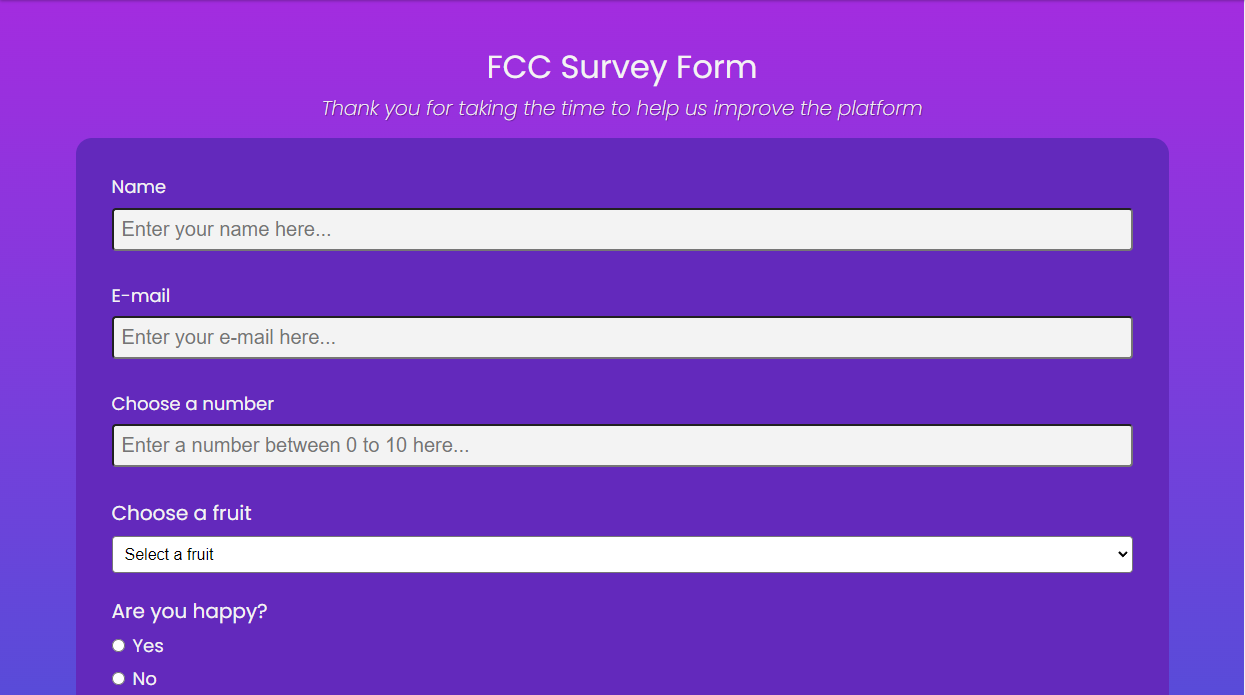 FCC Survey Form
Thank you for taking the time to help us improve the platform
Name
Enter your name here...
E-mail
Enter your e-mail here...
Choose a number
Enter a number between 0 to 10 here...
Choose a fruit
Select a fruit
Are you happy?
Yes
No